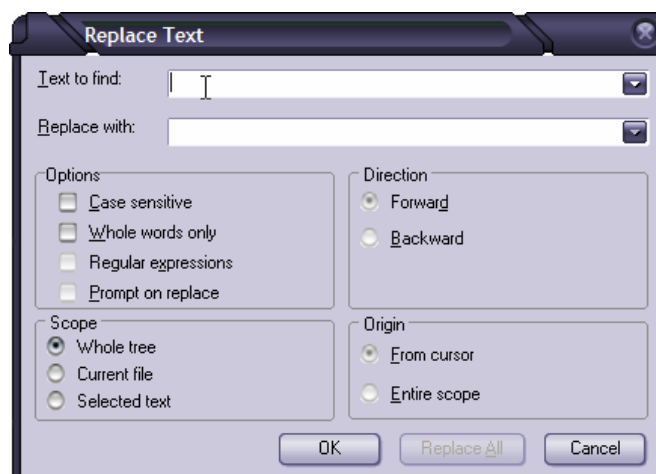 Replace Text
Text to find:
Replace with:
Options
Case sensitive
Whole words only
Regular expressions
Prompt on replace
Direction
Forward
Backward
Scope
Whole tree
Current file
Selected text
Origin
From cursor
Entire scope
OK
Replace All
Cancel